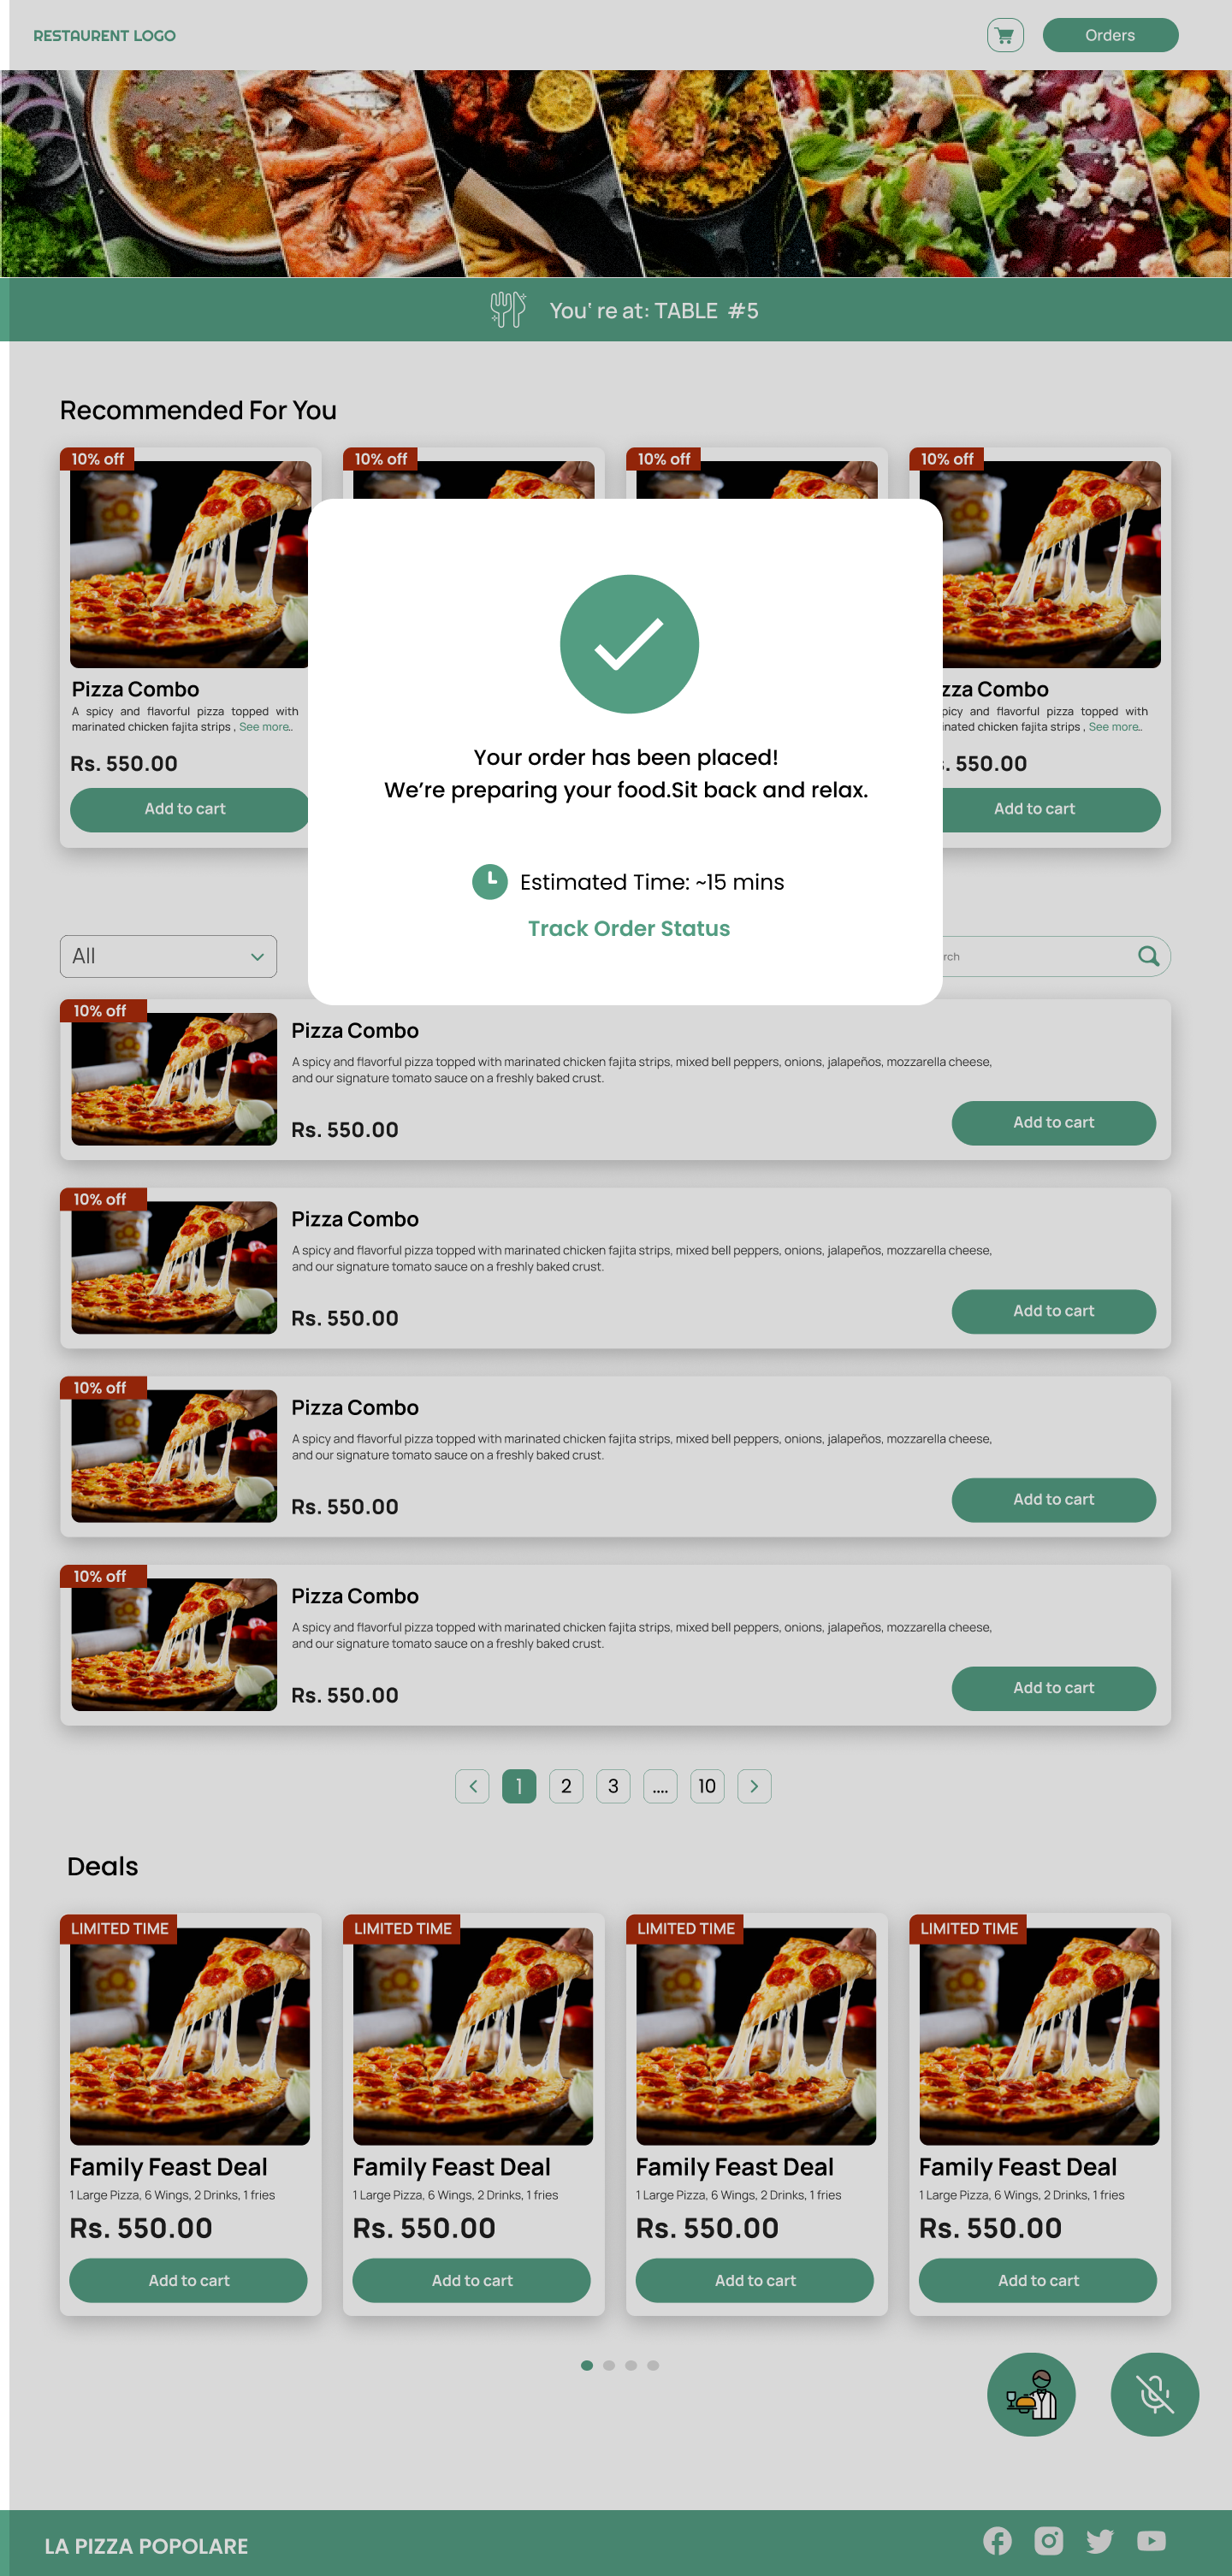 RESTAURENT LOGO
Orders
You' re at: TABLE #5
Recommended For You
10% off
10% off
10% off
10% off
Pizza Combo
A spicy and flavorful pizza topped with
marinated chicken fajita strips , See more..
Rs. 550.00
Add to cart
zza Combo
picy and flavorful pizza topped with
inated chicken fajita strips , See more..
. 550.00
Add to cart
Your order has been placed!
We're preparing your food.Sit back and relax.
Estimated Time: ~15 mins
Track Order Status
All
rch
10% off
Pizza Combo
A spicy and flavorful pizza topped with marinated chicken fajita strips, mixed bell peppers, onions, jalapeños, mozzarella cheese,
and our signature tomato sauce on a freshly baked crust.
Rs. 550.00
Add to cart
10% off
Pizza Combo
A spicy and flavorful pizza topped with marinated chicken fajita strips, mixed bell peppers, onions, jalapeños, mozzarella cheese,
and our signature tomato sauce on a freshly baked crust.
Rs. 550.00
Add to cart
10% off
Pizza Combo
A spicy and flavorful pizza topped with marinated chicken fajita strips, mixed bell peppers, onions, jalapeños, mozzarella cheese,
and our signature tomato sauce on a freshly baked crust.
Rs. 550.00
Add to cart
10% off
Pizza Combo
A spicy and flavorful pizza topped with marinated chicken fajita strips, mixed bell peppers, onions, jalapeños, mozzarella cheese,
and our signature tomato sauce on a freshly baked crust.
Rs. 550.00
Add to cart
1 2 3 .... 10
Deals
LIMITED TIME
Family Feast Deal
1 Large Pizza, 6 Wings, 2 Drinks, 1 fries
Rs. 550.00
Add to cart
LIMITED TIME
Family Feast Deal
1 Large Pizza, 6 Wings, 2 Drinks, 1 fries
Rs. 550.00
Add to cart
LIMITED TIME
Family Feast Deal
1 Large Pizza, 6 Wings, 2 Drinks, 1 fries
Rs. 550.00
Add to cart
LIMITED TIME
Family Feast Deal
1 Large Pizza, 6 Wings, 2 Drinks, 1 fries
Rs. 550.00
Add to cart
LA PIZZA POPOLARE